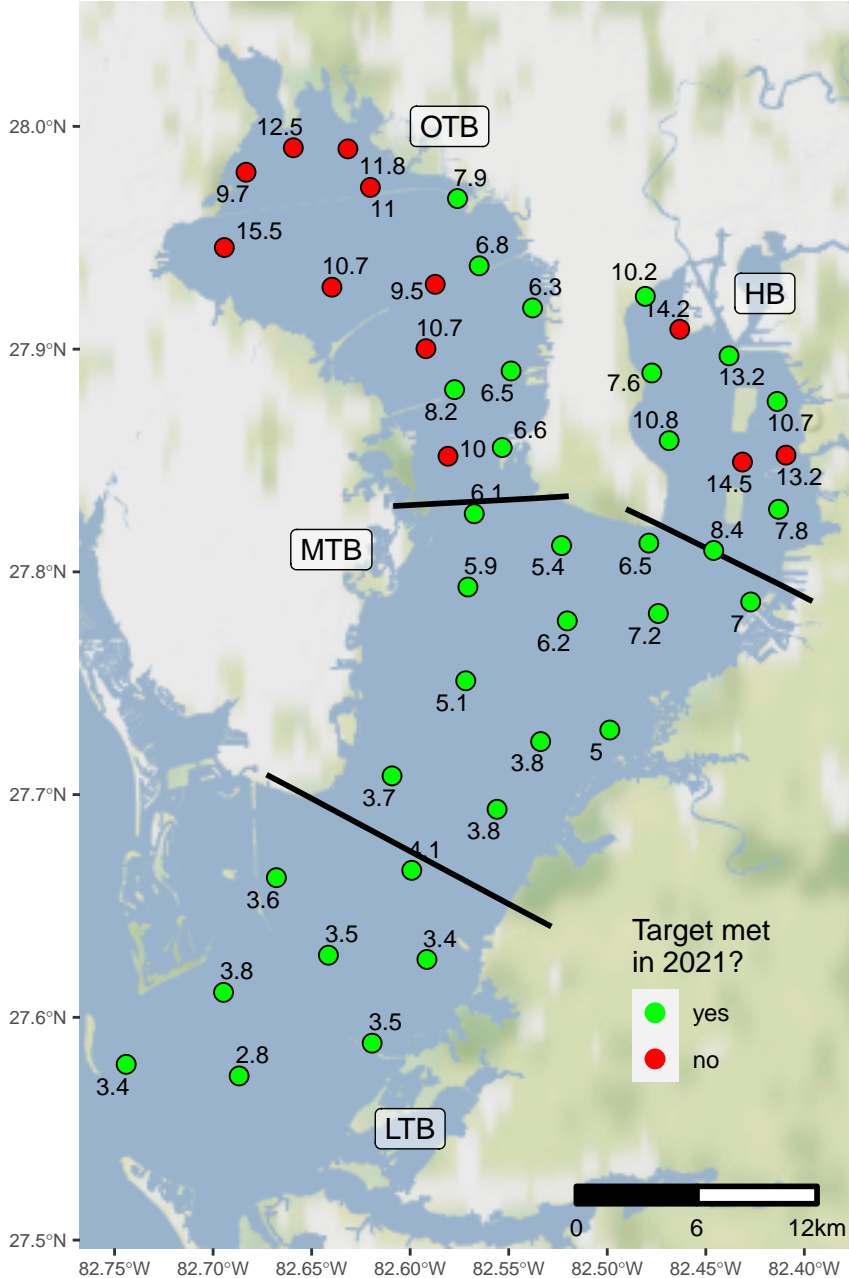 28.0°N
27.9°N
27.8°N
27.7°N
27.6°N
27.5°N
12.5
OTB
11.8
9.7
11
7.9
15.5
6.8
10.7
9.5
6.3
10.2
HB
14.2
10.7
13.2
7.6
6.5
8.2
10.7
10.8
6.6
10
14.5
13.2
6.1
7.8
8.4
MTB
5.4
6.5
5.9
6.2
7.2
7
5.1
3.8
5
3.7
3.8
4.1
3.6
3.5
3.4
3.8
3.5
3.4
2.8
LTB
Target met
in 2021?
yes
no
0 6 12km
82.75°W 82.70°W 82.65°W 82.60°W 82.55°W 82.50°W 82.45°W 82.40°W